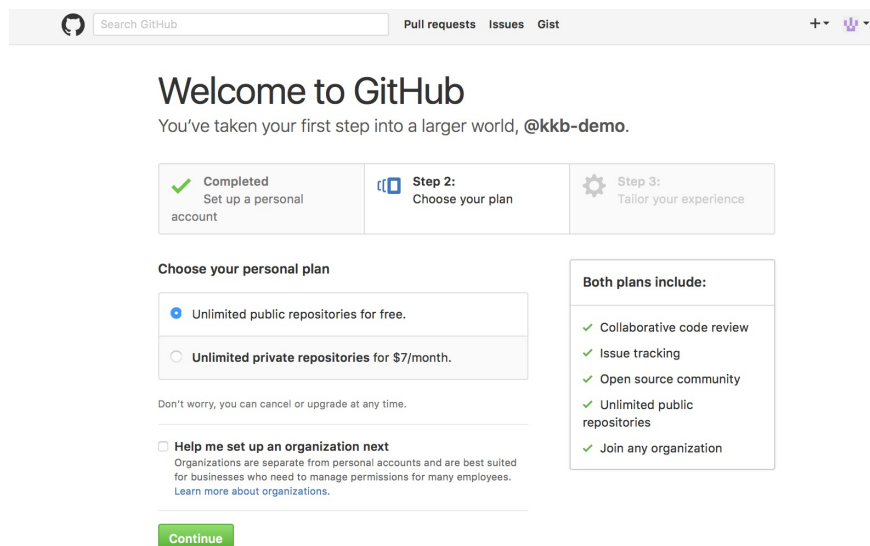 Search GitHub
Pull requests Issues Gist
Welcome to GitHub
You've taken your first step into a larger world, @kkb-demo.
Completed
Set up a personal
account
Step 2:
Choose your plan
Step 3:
Tailor your experience
Choose your personal plan
Unlimited public repositories for free.
Unlimited private repositories for $7/month.
Don't worry, you can cancel or upgrade at any time.
Help me set up an organization next
Organizations are separate from personal accounts and are best suited
for businesses who need to manage permissions for many employees.
Learn more about organizations.
Continue
Both plans include:
Collaborative code review
Issue tracking
Open source community
Unlimited public
repositories
Join any organization